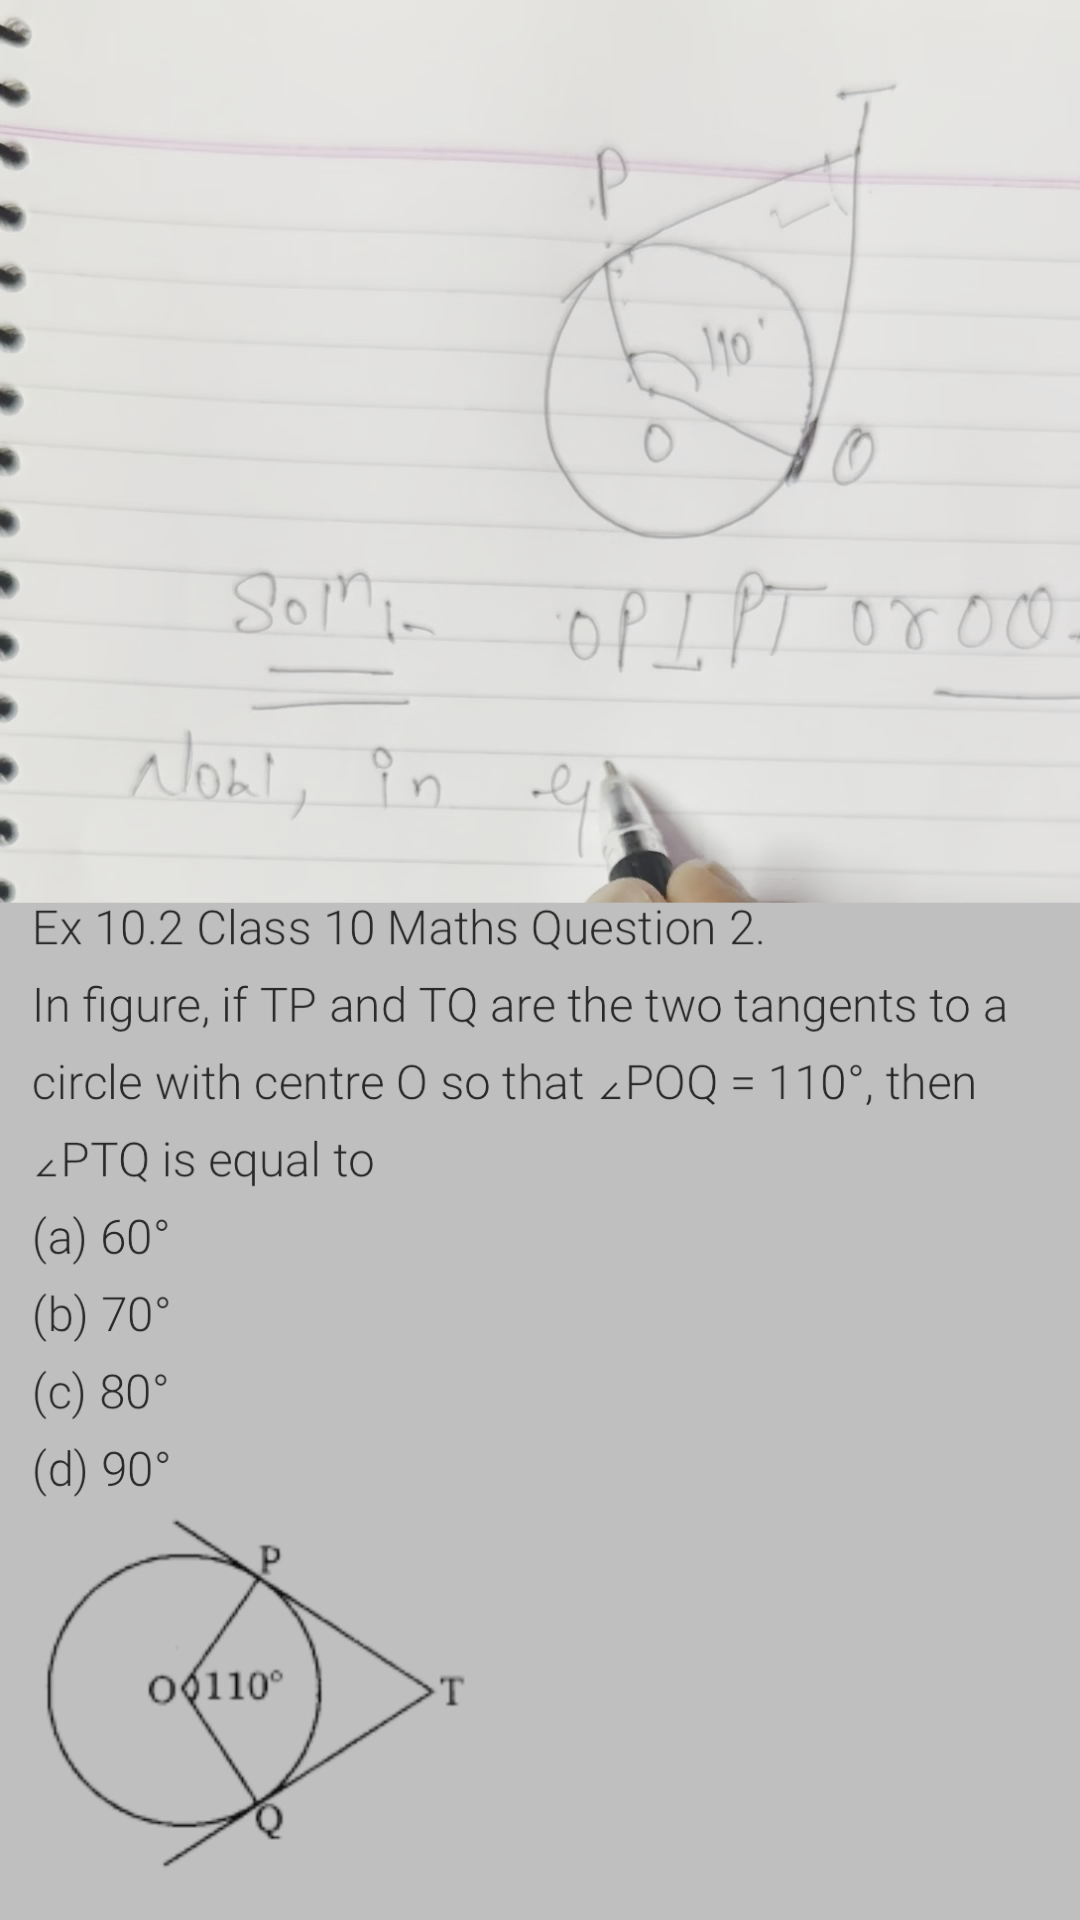 T
P
110°
O
Q
Soln:- OP⊥PT or OQ
Now, in q
Ex 10.2 Class 10 Maths Question 2.
In figure, if TP and TQ are the two tangents to a
circle with centre O so that ∠POQ = 110°, then
∠PTQ is equal to
(a) 60°
(b) 70°
(c) 80°
(d) 90°
P
O 110° T
Q